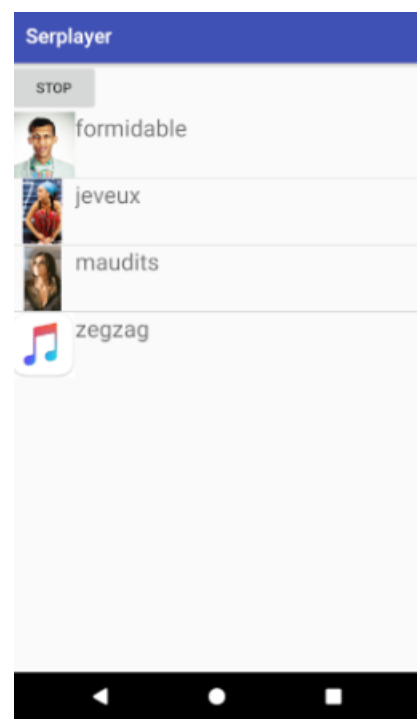 Serplayer
STOP
formidable
jeveux
maudits
zegzag